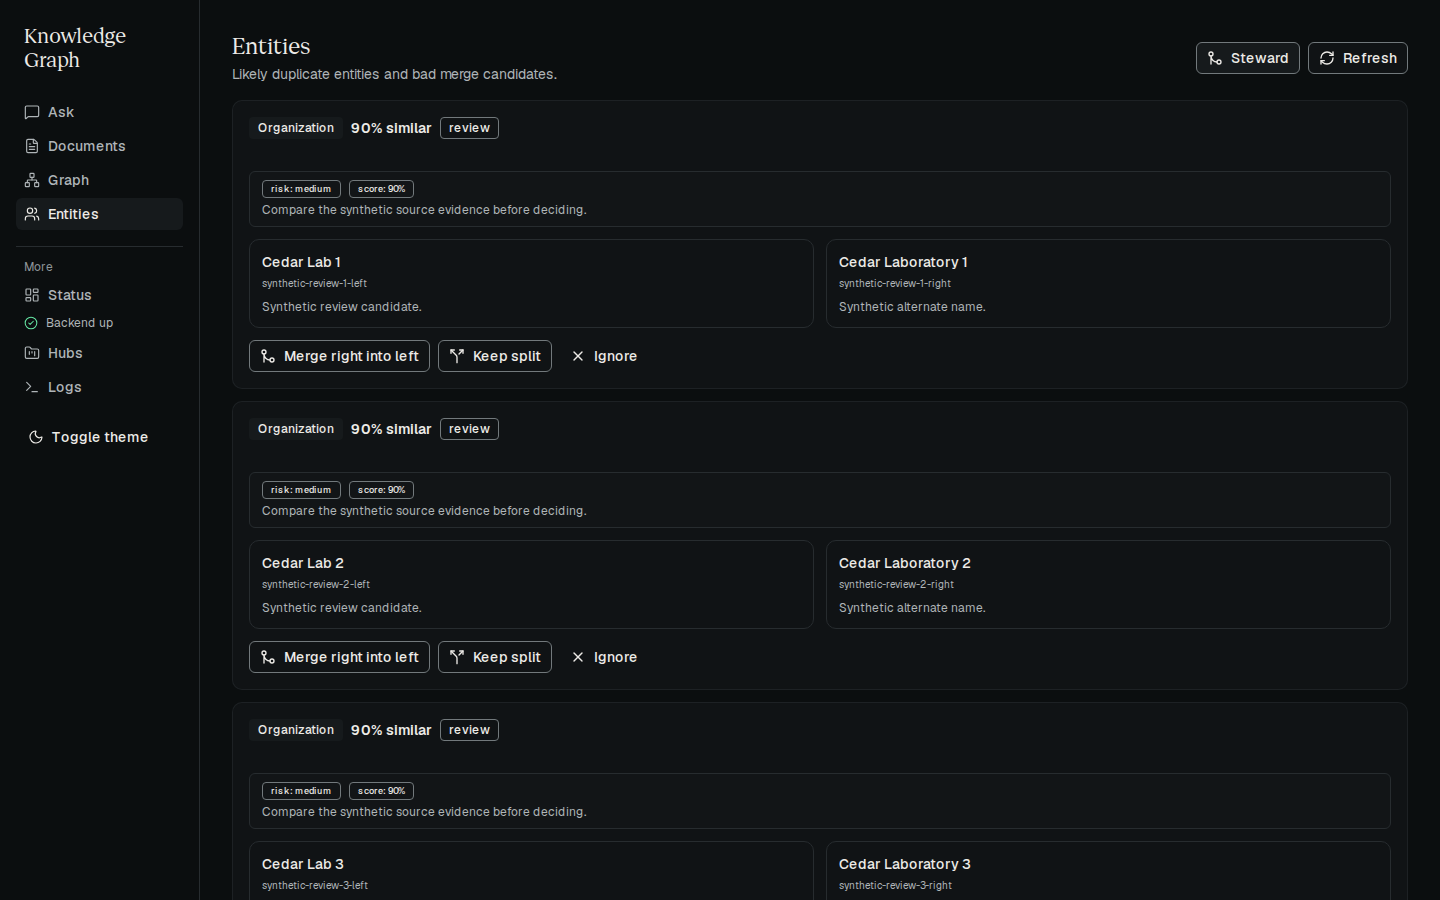 Knowledge
Graph
Ask
Documents
Graph
Entities
More
Status
Backend up
Hubs
Logs
Toggle theme
Entities
Likely duplicate entities and bad merge candidates.
Steward
Refresh
Organization 90% similar review
risk: medium score: 90%
Compare the synthetic source evidence before deciding.
Cedar Lab 1
synthetic-review-1-left
Synthetic review candidate.
Cedar Laboratory 1
synthetic-review-1-right
Synthetic alternate name.
Merge right into left Keep split Ignore
Organization 90% similar review
risk: medium score: 90%
Compare the synthetic source evidence before deciding.
Cedar Lab 2
synthetic-review-2-left
Synthetic review candidate.
Cedar Laboratory 2
synthetic-review-2-right
Synthetic alternate name.
Merge right into left Keep split Ignore
Organization 90% similar review
risk: medium score: 90%
Compare the synthetic source evidence before deciding.
Cedar Lab 3
synthetic-review-3-left
Cedar Laboratory 3
synthetic-review-3-right